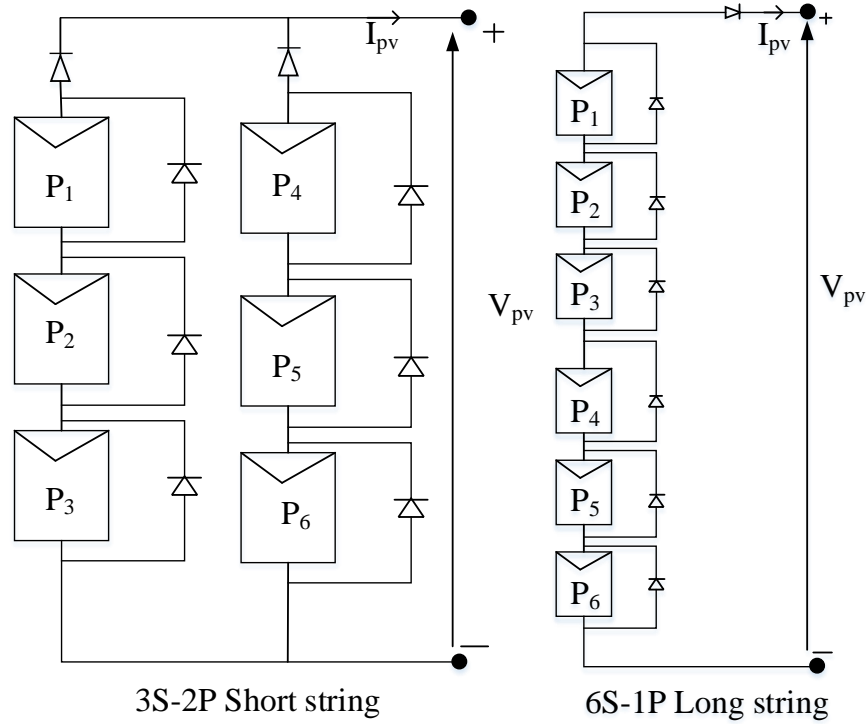 I_pv
+
P_1
P_2
P_3
P_4
P_5
P_6
V_pv
−
3S-2P Short string
I_pv
+
P_1
P_2
P_3
P_4
P_5
P_6
V_pv
−
6S-1P Long string